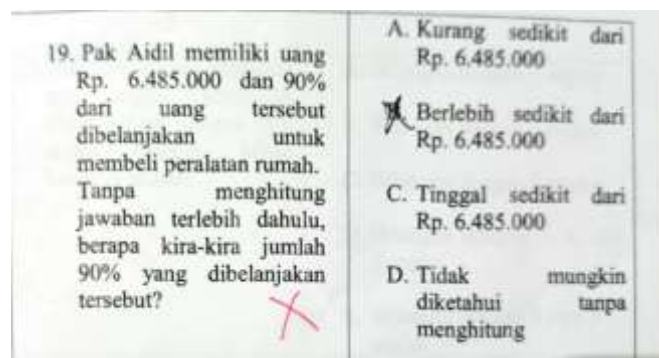 19. Pak Aidil memiliki uang
Rp. 6.485.000 dan 90%
dari uang tersebut
dibelanjakan untuk
membeli peralatan rumah.
Tanpa menghitung
jawaban terlebih dahulu,
berapa kira-kira jumlah
90% yang dibelanjakan
tersebut?
A. Kurang sedikit dari
Rp. 6.485.000
Berlebih sedikit dari
Rp. 6.485.000
C. Tinggal sedikit dari
Rp. 6.485.000
D. Tidak mungkin
diketahui tanpa
menghitung